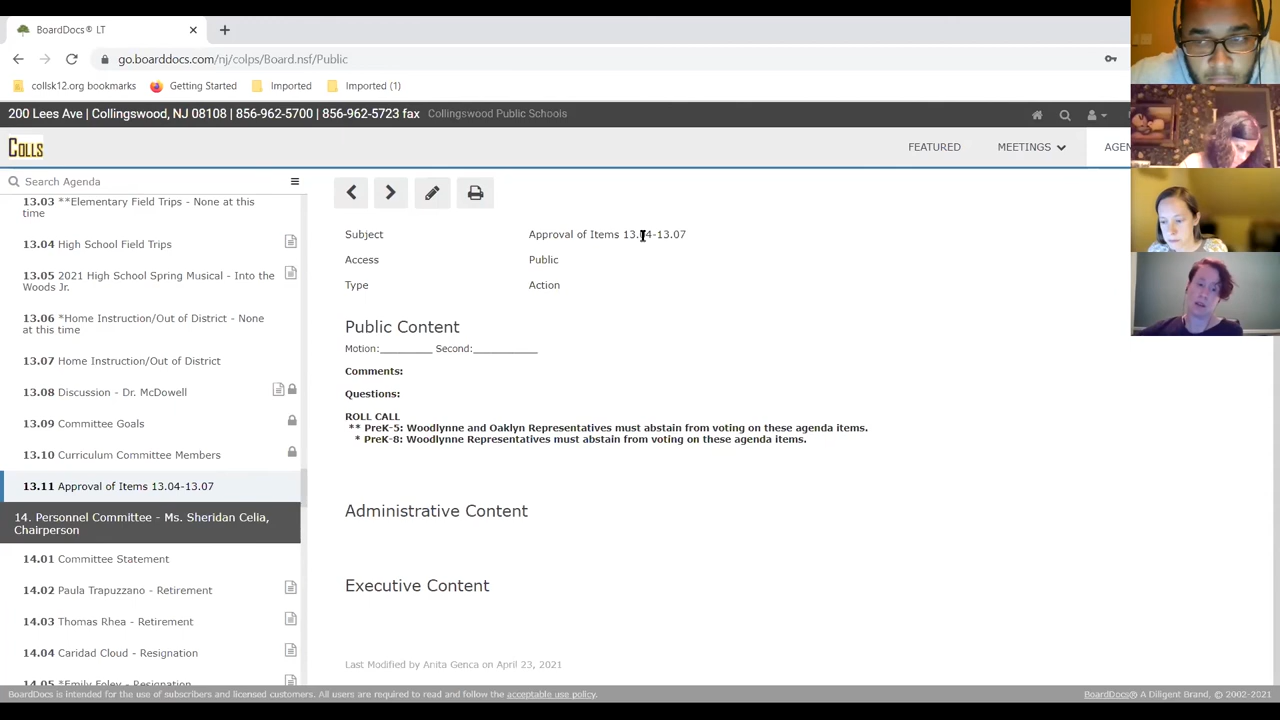 BoardDocs® LT
go.boarddocs.com/nj/colps/Board.nsf/Public
collsk12.org bookmarks
Getting Started
Imported
Imported (1)
200 Lees Ave | Collingswood, NJ 08108 | 856-962-5700 | 856-962-5723 fax
Collingswood Public Schools
COLLS
FEATURED
MEETINGS
AGEN
Search Agenda
13.03 **Elementary Field Trips - None at this
time
13.04 High School Field Trips
13.05 2021 High School Spring Musical - Into the
Woods Jr.
13.06 *Home Instruction/Out of District - None
at this time
13.07 Home Instruction/Out of District
13.08 Discussion - Dr. McDowell
13.09 Committee Goals
13.10 Curriculum Committee Members
13.11 Approval of Items 13.04-13.07
14. Personnel Committee - Ms. Sheridan Celia,
Chairperson
14.01 Committee Statement
14.02 Paula Trapuzzano - Retirement
14.03 Thomas Rhea - Retirement
14.04 Caridad Cloud - Resignation
14.05 *Emily Foley - Resignation
Subject
Approval of Items 13.04-13.07
Access
Public
Type
Action
Public Content
Motion:_________ Second:____________
Comments:
Questions:
ROLL CALL
** PreK-5: Woodlynne and Oaklyn Representatives must abstain from voting on these agenda items.
* PreK-8: Woodlynne Representatives must abstain from voting on these agenda items.
Administrative Content
Executive Content
Last Modified by Anita Genca on April 23, 2021
BoardDocs is intended for the use of subscribers and licensed customers. All users are required to read and follow the acceptable use policy.
BoardDocs® A Diligent Brand, © 2002-2021